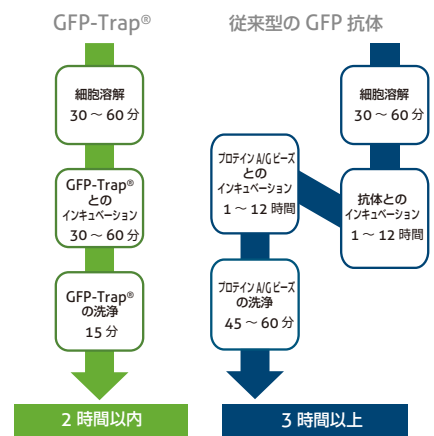 GFP-Trap®
細胞溶解
30 ～ 60 分
GFP-Trap®
との
インキュベーション
30 ～ 60 分
GFP-Trap®
の洗浄
15 分
2 時間以内
従来型の GFP 抗体
細胞溶解
30 ～ 60 分
抗体との
インキュベーション
1 ～ 12 時間
プロテイン A/G ビーズ
との
インキュベーション
1 ～ 12 時間
プロテイン A/G ビーズ
の洗浄
45 ～ 60 分
3 時間以上